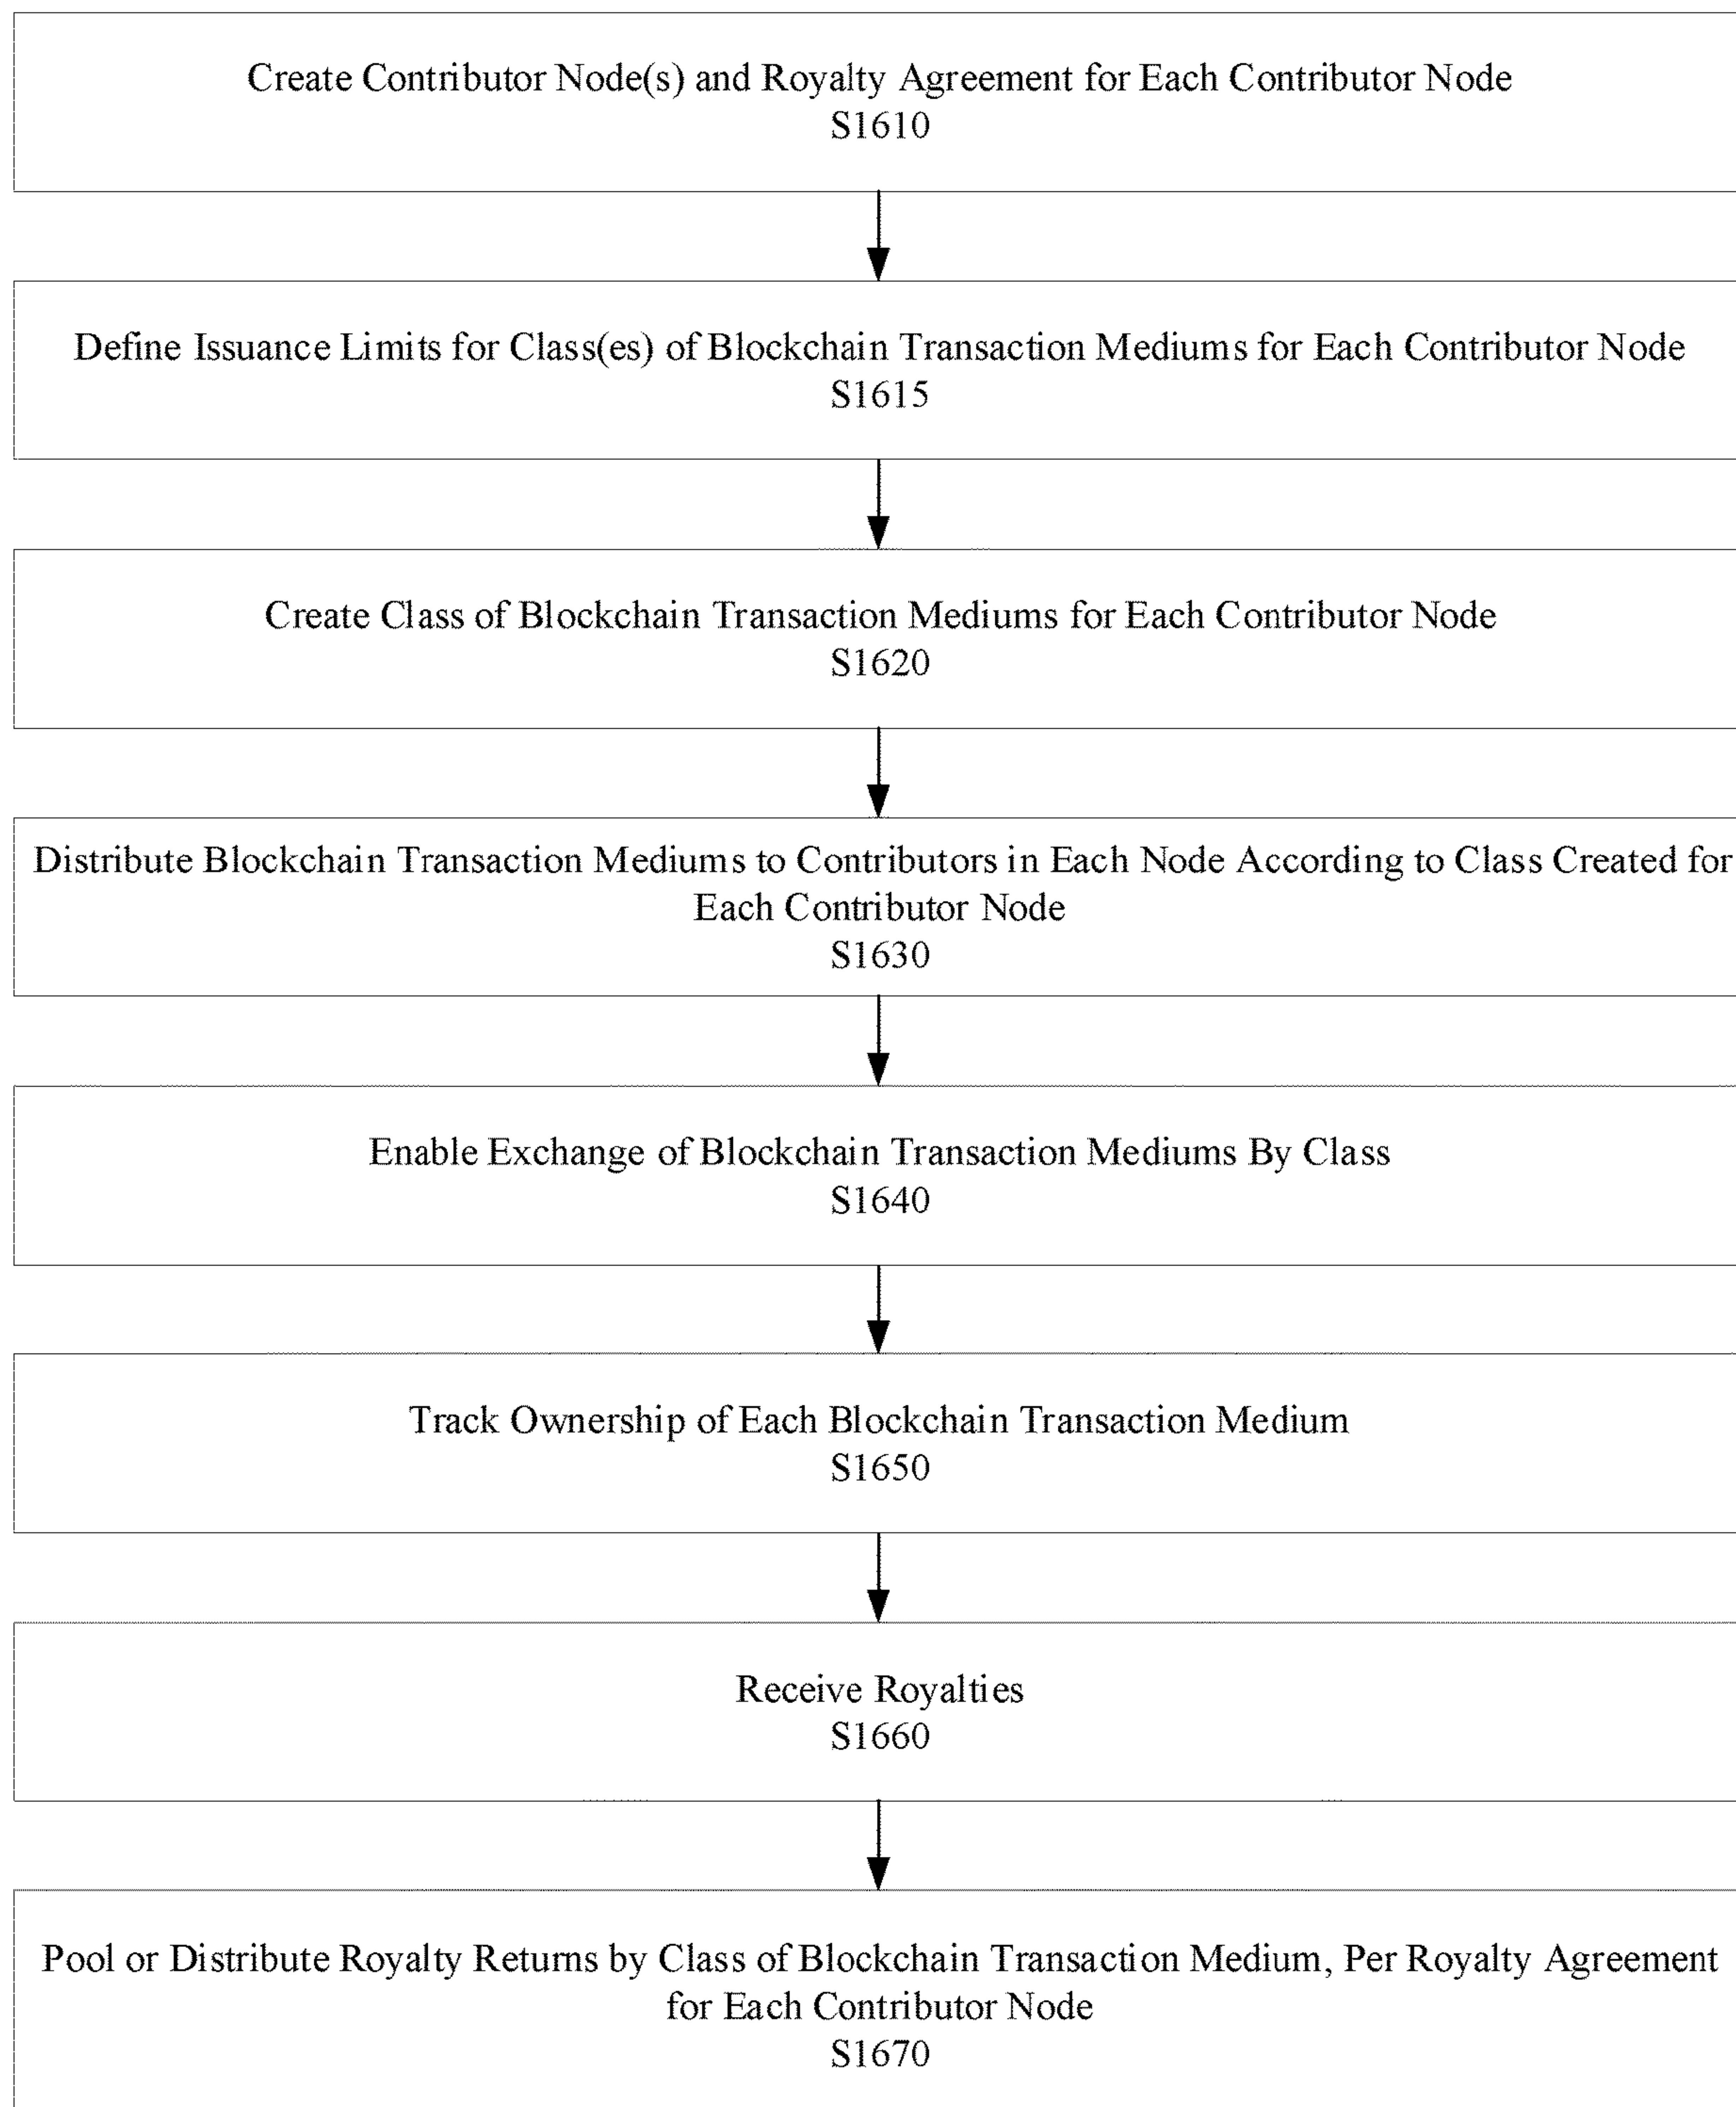 Create Contributor Node(s) and Royalty Agreement for Each Contributor Node
S1610
Define Issuance Limits for Class(es) of Blockchain Transaction Mediums for Each Contributor Node
S1615
Create Class of Blockchain Transaction Mediums for Each Contributor Node
S1620
Distribute Blockchain Transaction Mediums to Contributors in Each Node According to Class Created for
Each Contributor Node
S1630
Enable Exchange of Blockchain Transaction Mediums By Class
S1640
Track Ownership of Each Blockchain Transaction Medium
S1650
Receive Royalties
S1660
Pool or Distribute Royalty Returns by Class of Blockchain Transaction Medium, Per Royalty Agreement
for Each Contributor Node
S1670